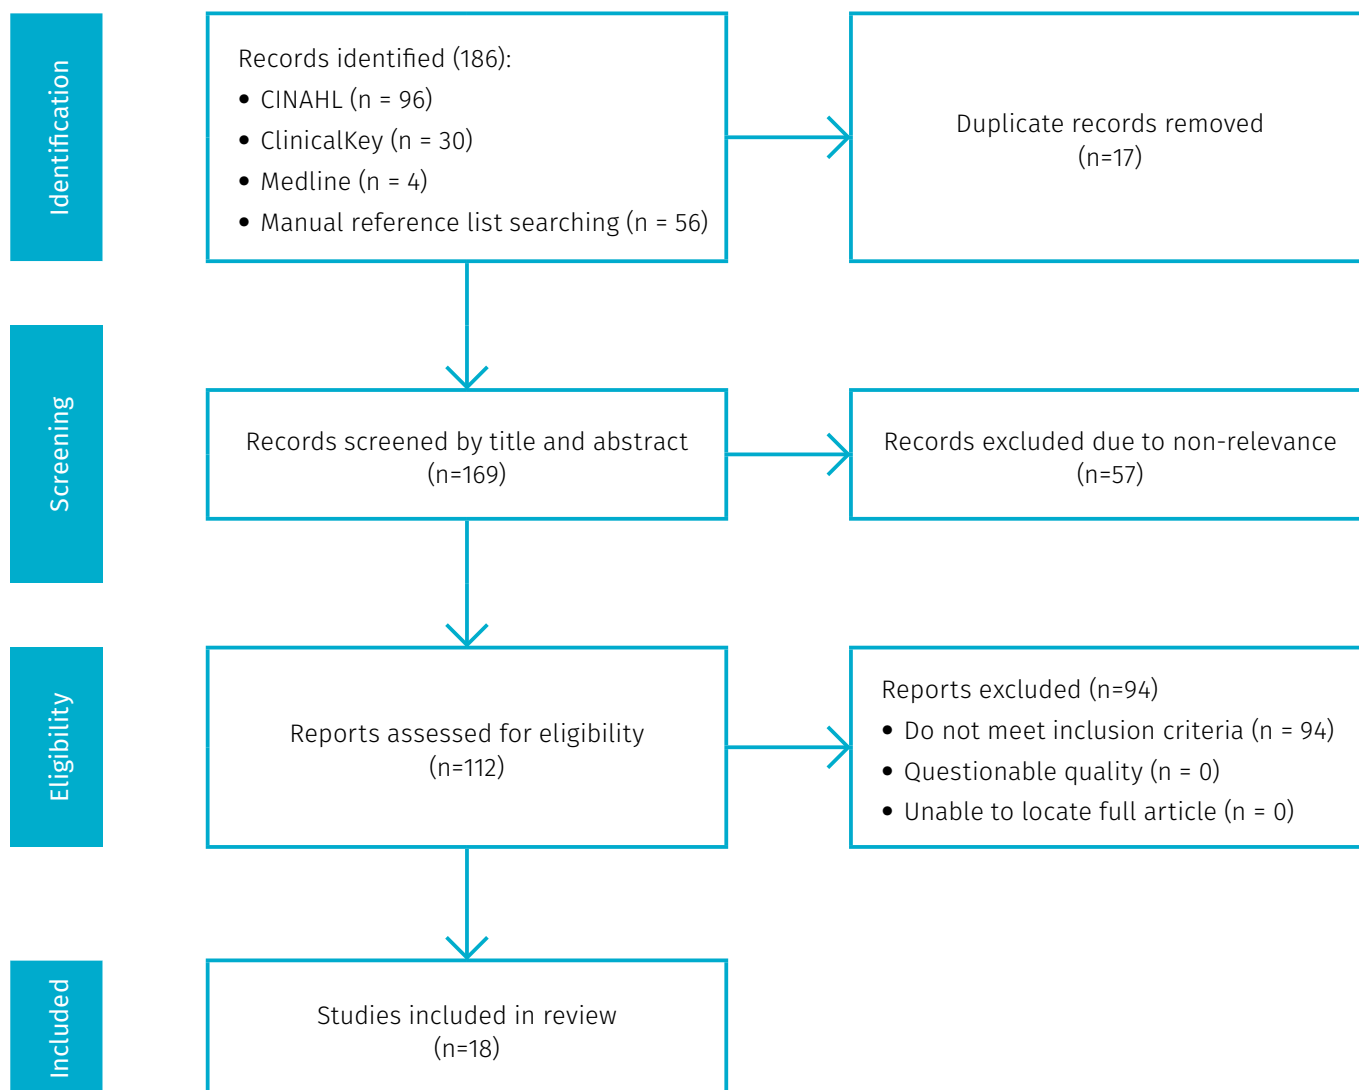 Identification
Records identified (186):
• CINAHL (n = 96)
• ClinicalKey (n = 30)
• Medline (n = 4)
• Manual reference list searching (n = 56)
Duplicate records removed
(n=17)
Screening
Records screened by title and abstract
(n=169)
Records excluded due to non-relevance
(n=57)
Eligibility
Reports assessed for eligibility
(n=112)
Reports excluded (n=94)
• Do not meet inclusion criteria (n = 94)
• Questionable quality (n = 0)
• Unable to locate full article (n = 0)
Included
Studies included in review
(n=18)